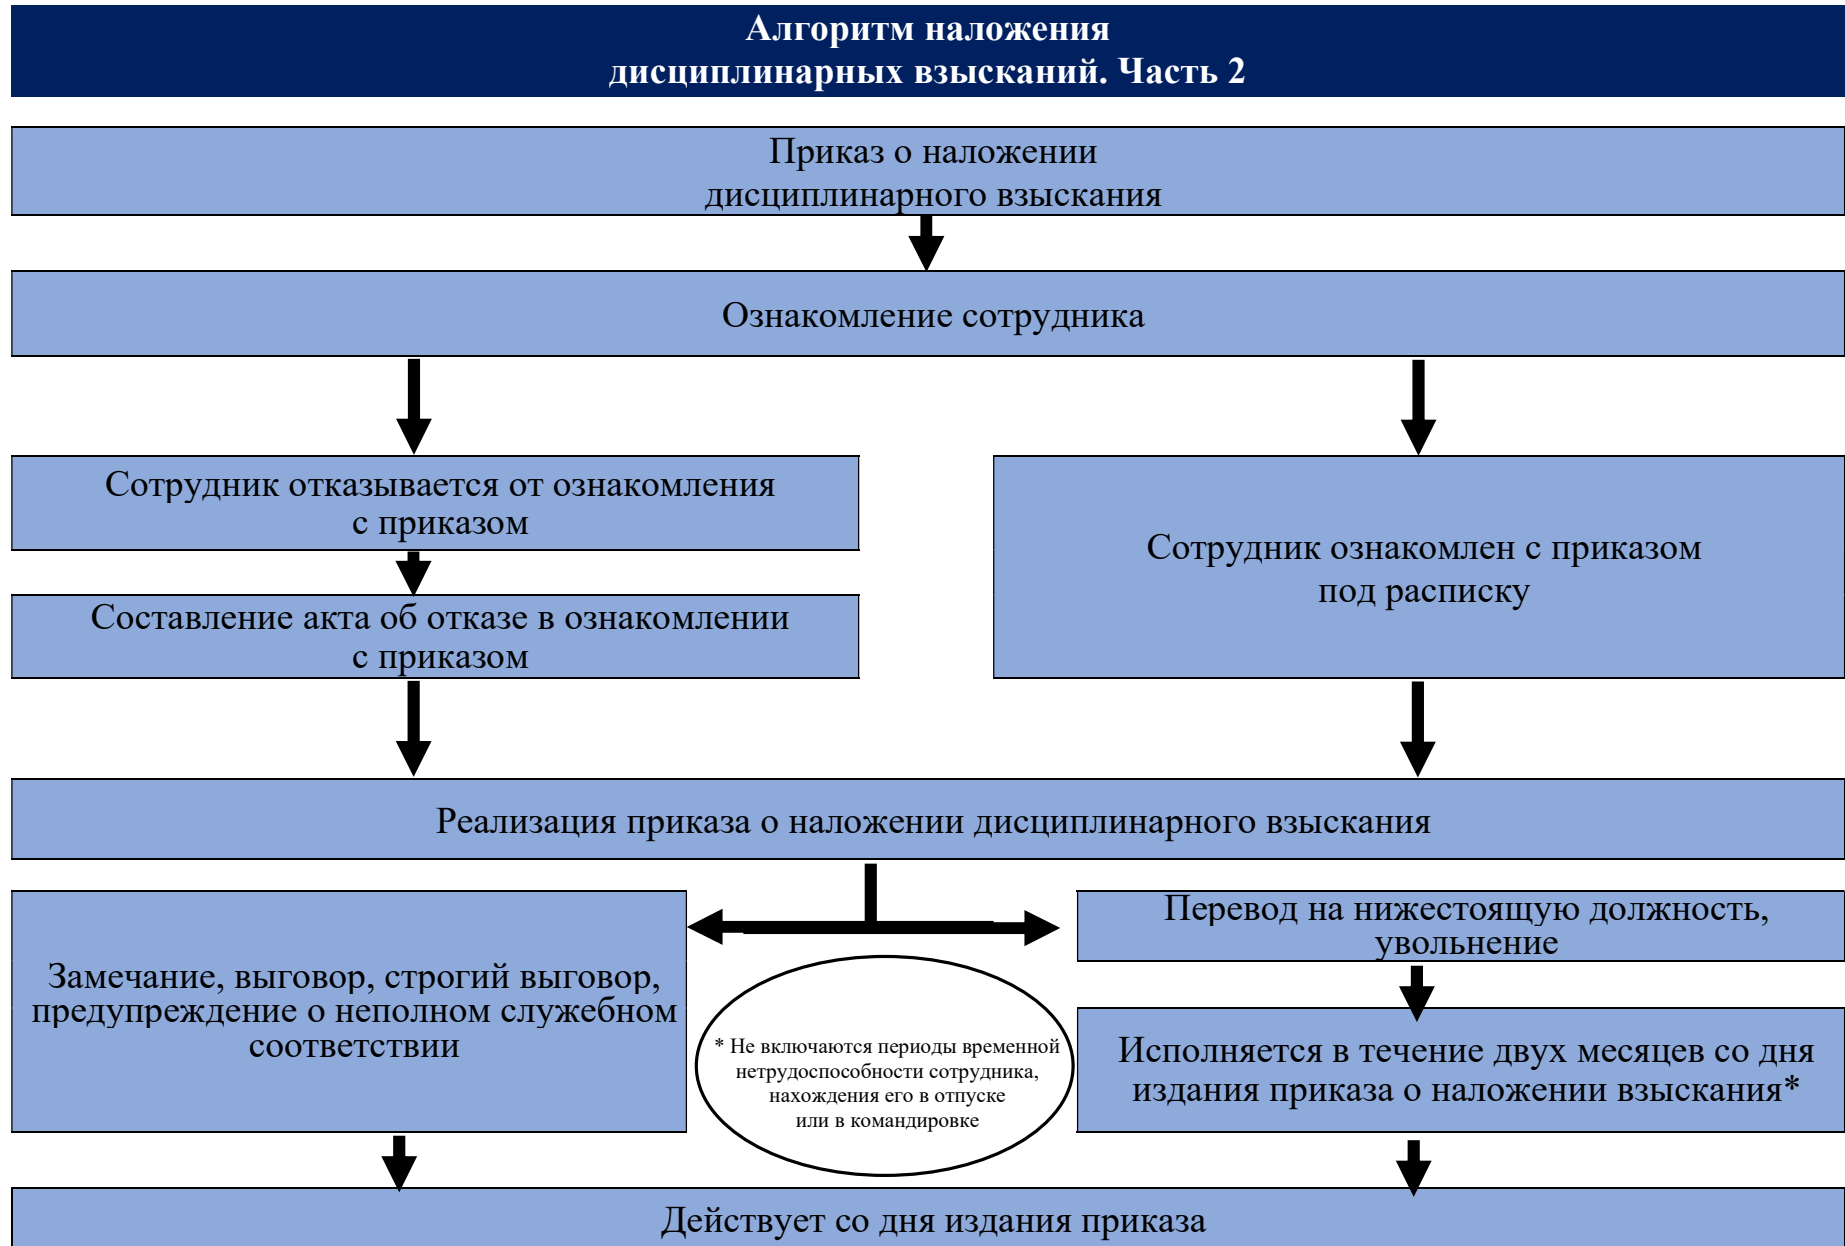 Алгоритм наложения
дисциплинарных взысканий. Часть 2
Приказ о наложении
дисциплинарного взыскания
Ознакомление сотрудника
Сотрудник отказывается от ознакомления
с приказом
Составление акта об отказе в ознакомлении
с приказом
Сотрудник ознакомлен с приказом
под расписку
Реализация приказа о наложении дисциплинарного взыскания
Замечание, выговор, строгий выговор,
предупреждение о неполном служебном
соответствии
* Не включаются периоды временной
нетрудоспособности сотрудника,
нахождения его в отпуске
или в командировке
Перевод на нижестоящую должность,
увольнение
Исполняется в течение двух месяцев со дня
издания приказа о наложении взыскания*
Действует со дня издания приказа